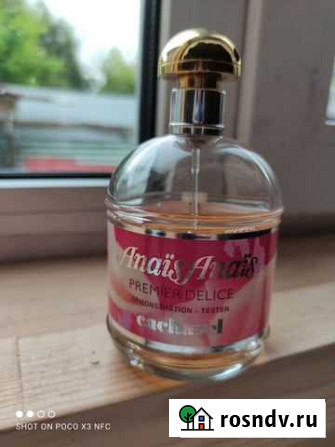 Anaïs Anaïs
PREMIER DELICE
DEMONSTRATION - TESTER
cacharel
SHOT ON POCO X3 NFC
rosndv.ru